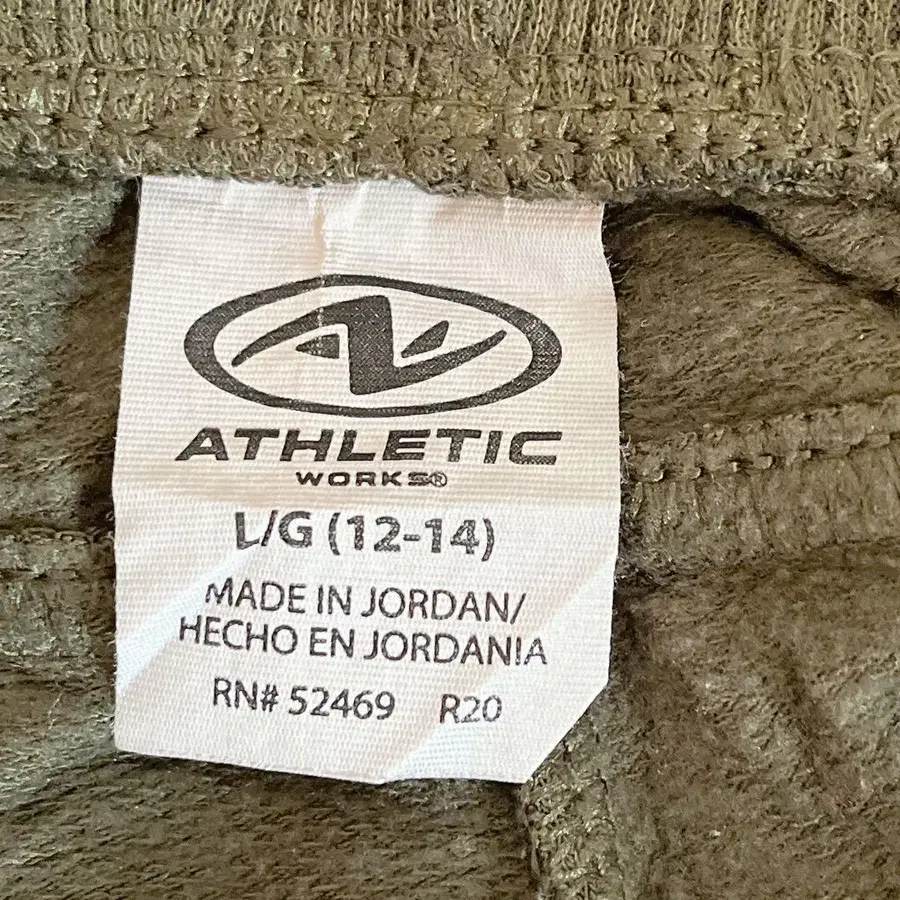 ATHLETIC
WORKS®
L/G (12-14)
MADE IN JORDAN/
HECHO EN JORDANIA
RN# 52469 R20